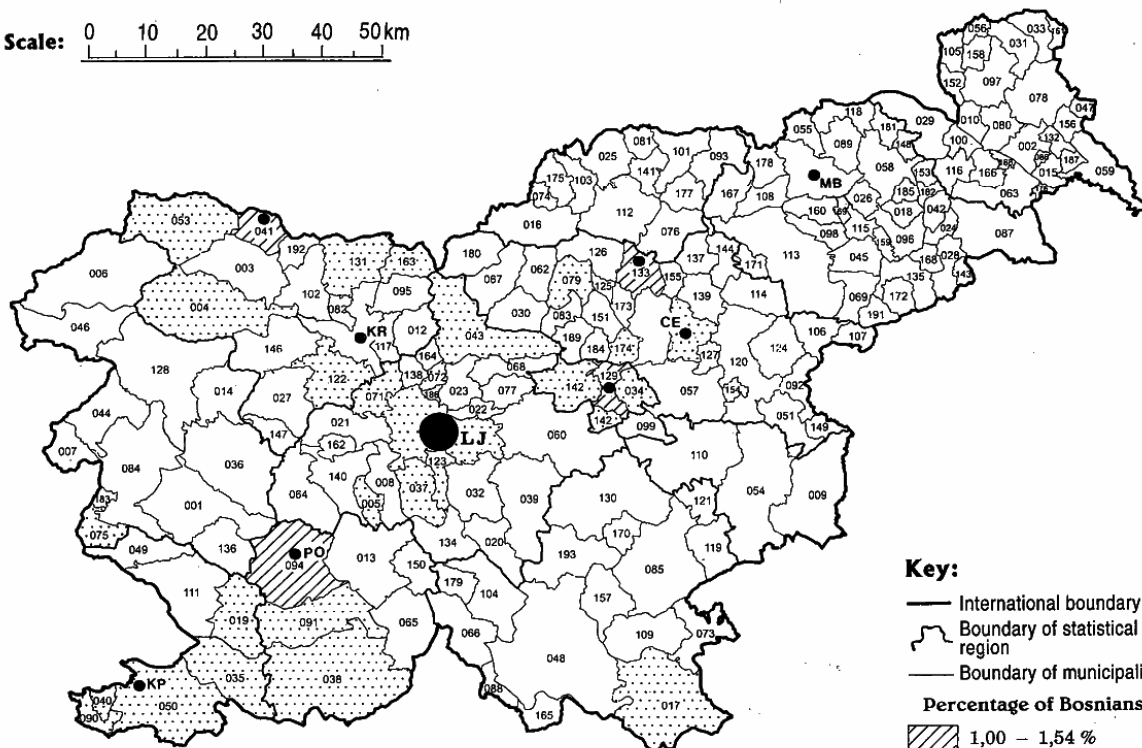 Scale: 0 10 20 30 40 50 km
056 033 161
105 158 031
152 097
078 047
118 029 010 080 156
055 161 148 100 002 132
081 089
025 101 093 178 058 116 166 187 015 059
141 MB 153 063
175 103 177 167 108 185 182
074 026 042
112 160 169 018 024 087
016 115
053 041 076 098 159 096
192 126 137 144 113 045 168 028
131 163 180 062 133 171 135 143
003 087 079 125 155
006 102 095 139 114 069 172
004 082 030 083 151 173 191
046 KR 012 043 CE 106
117 189 107
146 164 184 174 127 120 124
128 138 072 068 129
122 142 034 057 154 092
014 027 071 188 023 077 051
044 022 142 099 149
147 021 LJ 060
007 162 123 110
084 036 140 008 037 054 009
183 064 005 032 039 130 121
001
075 136 134 020 170 119
049 PO 013 193
094 150 085
179 104 157
111 019 091 065 066 109 073
048
KP 035 038 088 017
040 050 165
090
Key:
International boundary
Boundary of statistical
region
Boundary of municipali
Percentage of Bosnians
1,00 – 1,54 %